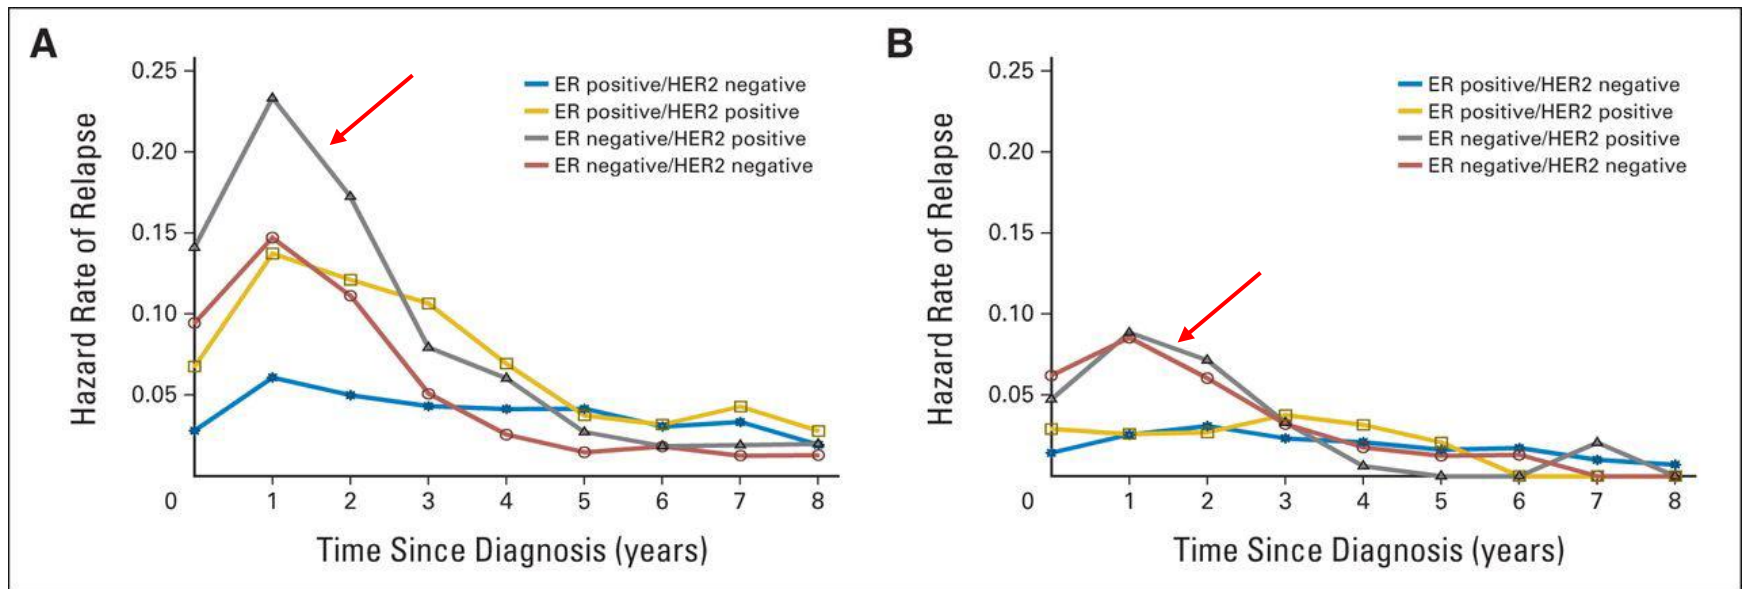 A
0.25
0.20
0.15
0.10
0.05
0
1 2 3 4 5 6 7 8
Hazard Rate of Relapse
Time Since Diagnosis (years)
ER positive/HER2 negative
ER positive/HER2 positive
ER negative/HER2 positive
ER negative/HER2 negative
B
0.25
0.20
0.15
0.10
0.05
0
1 2 3 4 5 6 7 8
Hazard Rate of Relapse
Time Since Diagnosis (years)
ER positive/HER2 negative
ER positive/HER2 positive
ER negative/HER2 positive
ER negative/HER2 negative